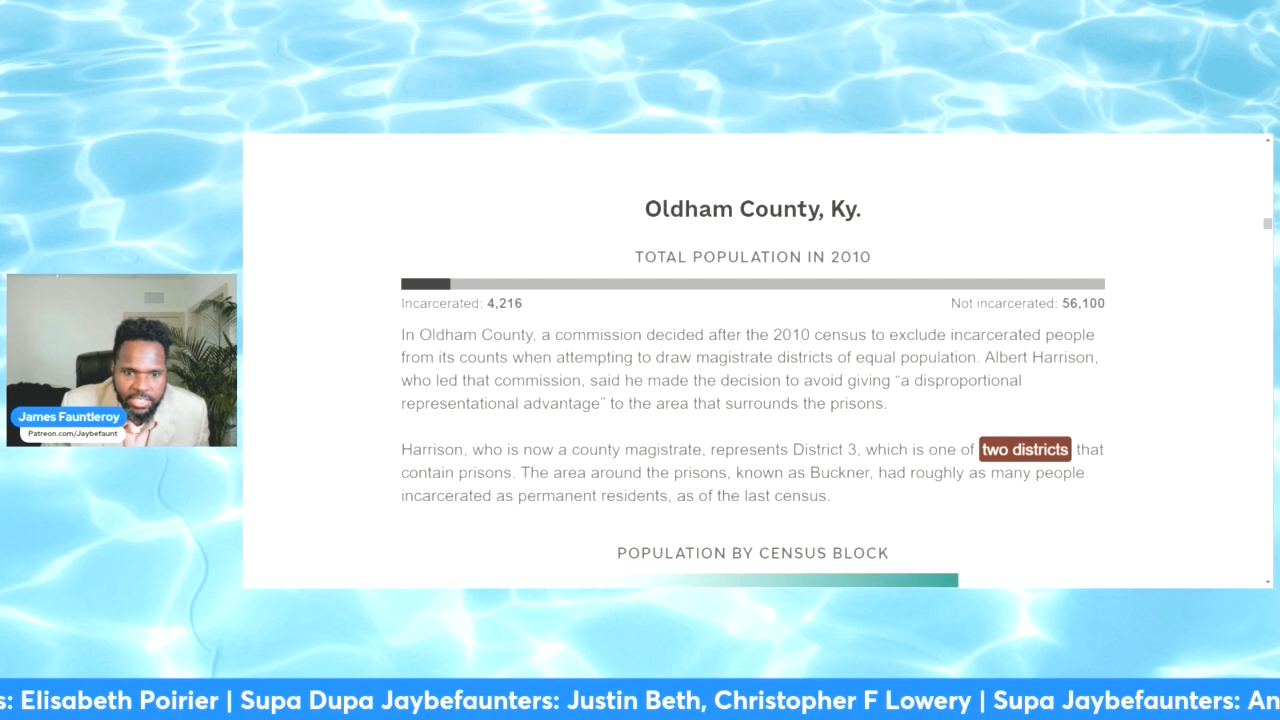 Oldham County, Ky.
TOTAL POPULATION IN 2010
Incarcerated: 4,216
Not incarcerated: 56,100
In Oldham County, a commission decided after the 2010 census to exclude incarcerated people
from its counts when attempting to draw magistrate districts of equal population. Albert Harrison,
who led that commission, said he made the decision to avoid giving “a disproportional
representational advantage” to the area that surrounds the prisons.
Harrison, who is now a county magistrate, represents District 3, which is one of two districts that
contain prisons. The area around the prisons, known as Buckner, had roughly as many people
incarcerated as permanent residents, as of the last census.
POPULATION BY CENSUS BLOCK
James Fauntleroy
Patreon.com/Jaybefaunt
s: Elisabeth Poirier | Supa Dupa Jaybefaunters: Justin Beth, Christopher F Lowery | Supa Jaybefaunters: An